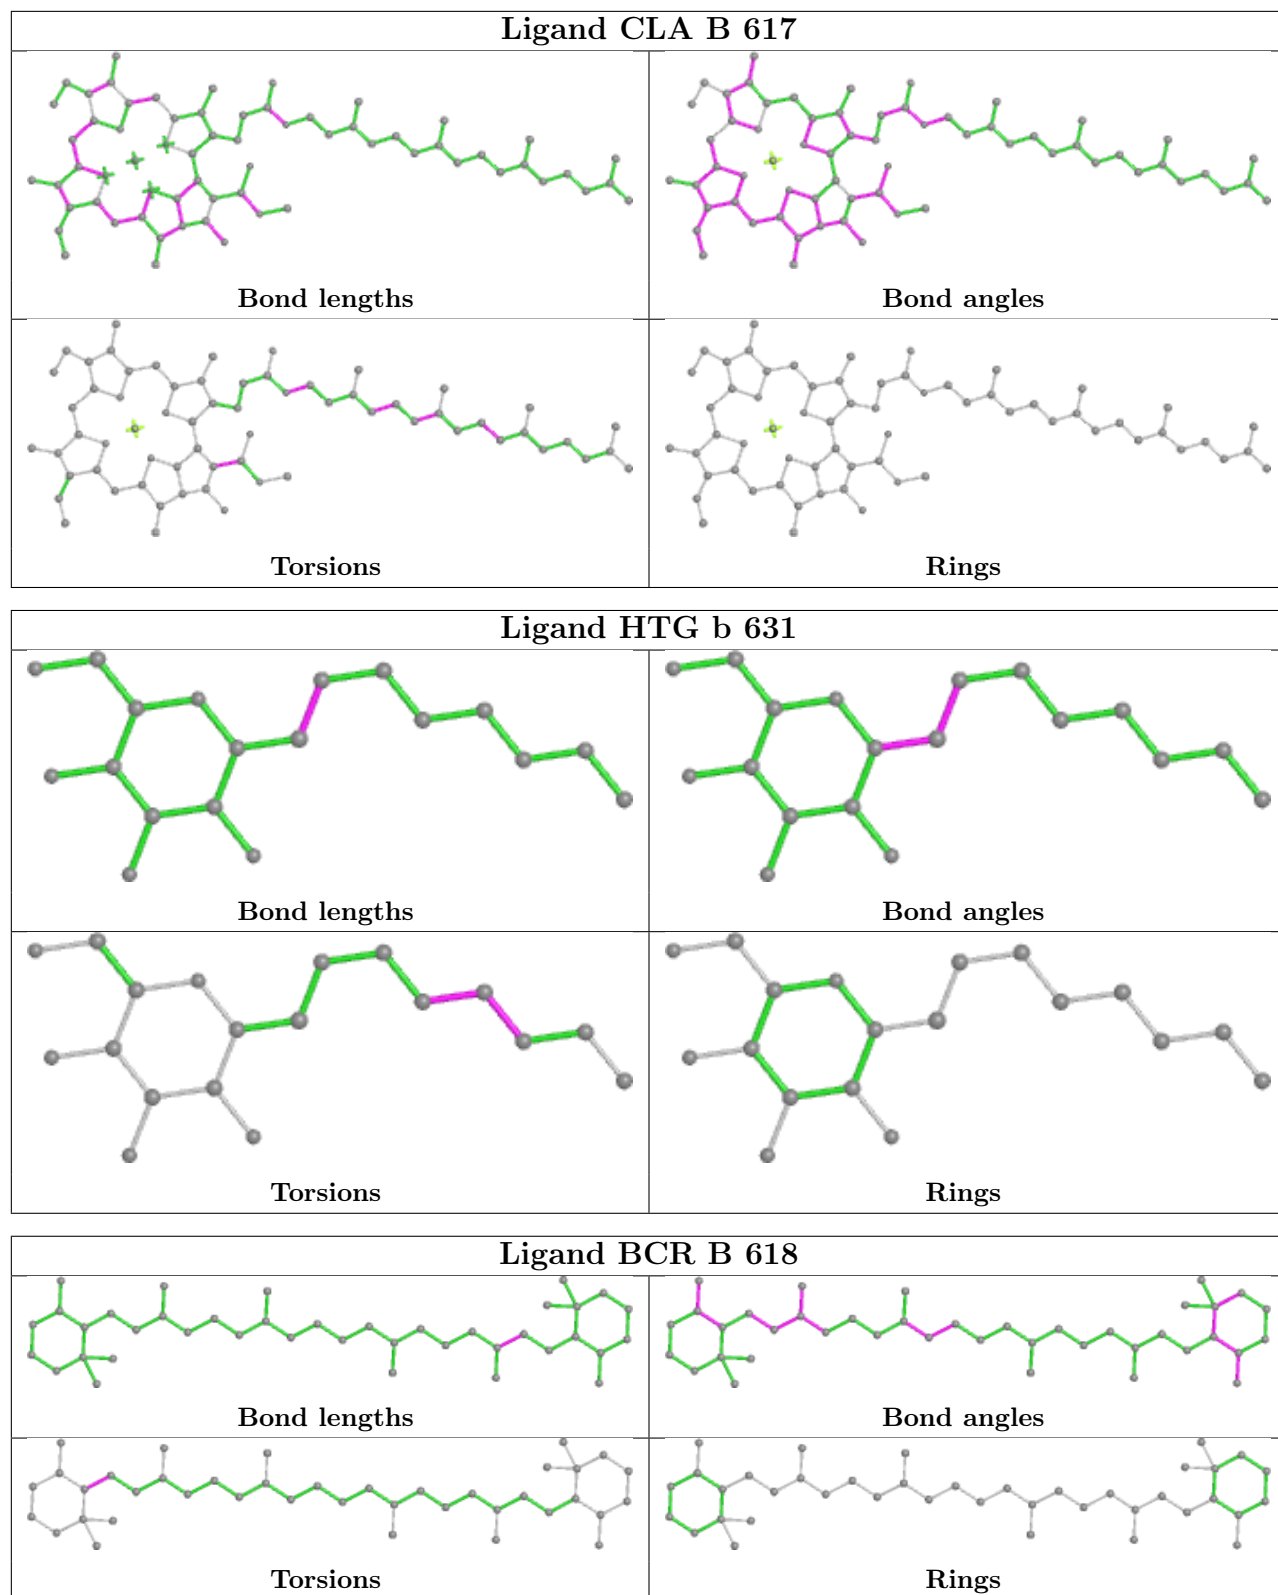 Ligand CLA B 617
Bond lengths
Bond angles
Torsions
Rings
Ligand HTG b 631
Bond lengths
Bond angles
Torsions
Rings
Ligand BCR B 618
Bond lengths
Bond angles
Torsions
Rings